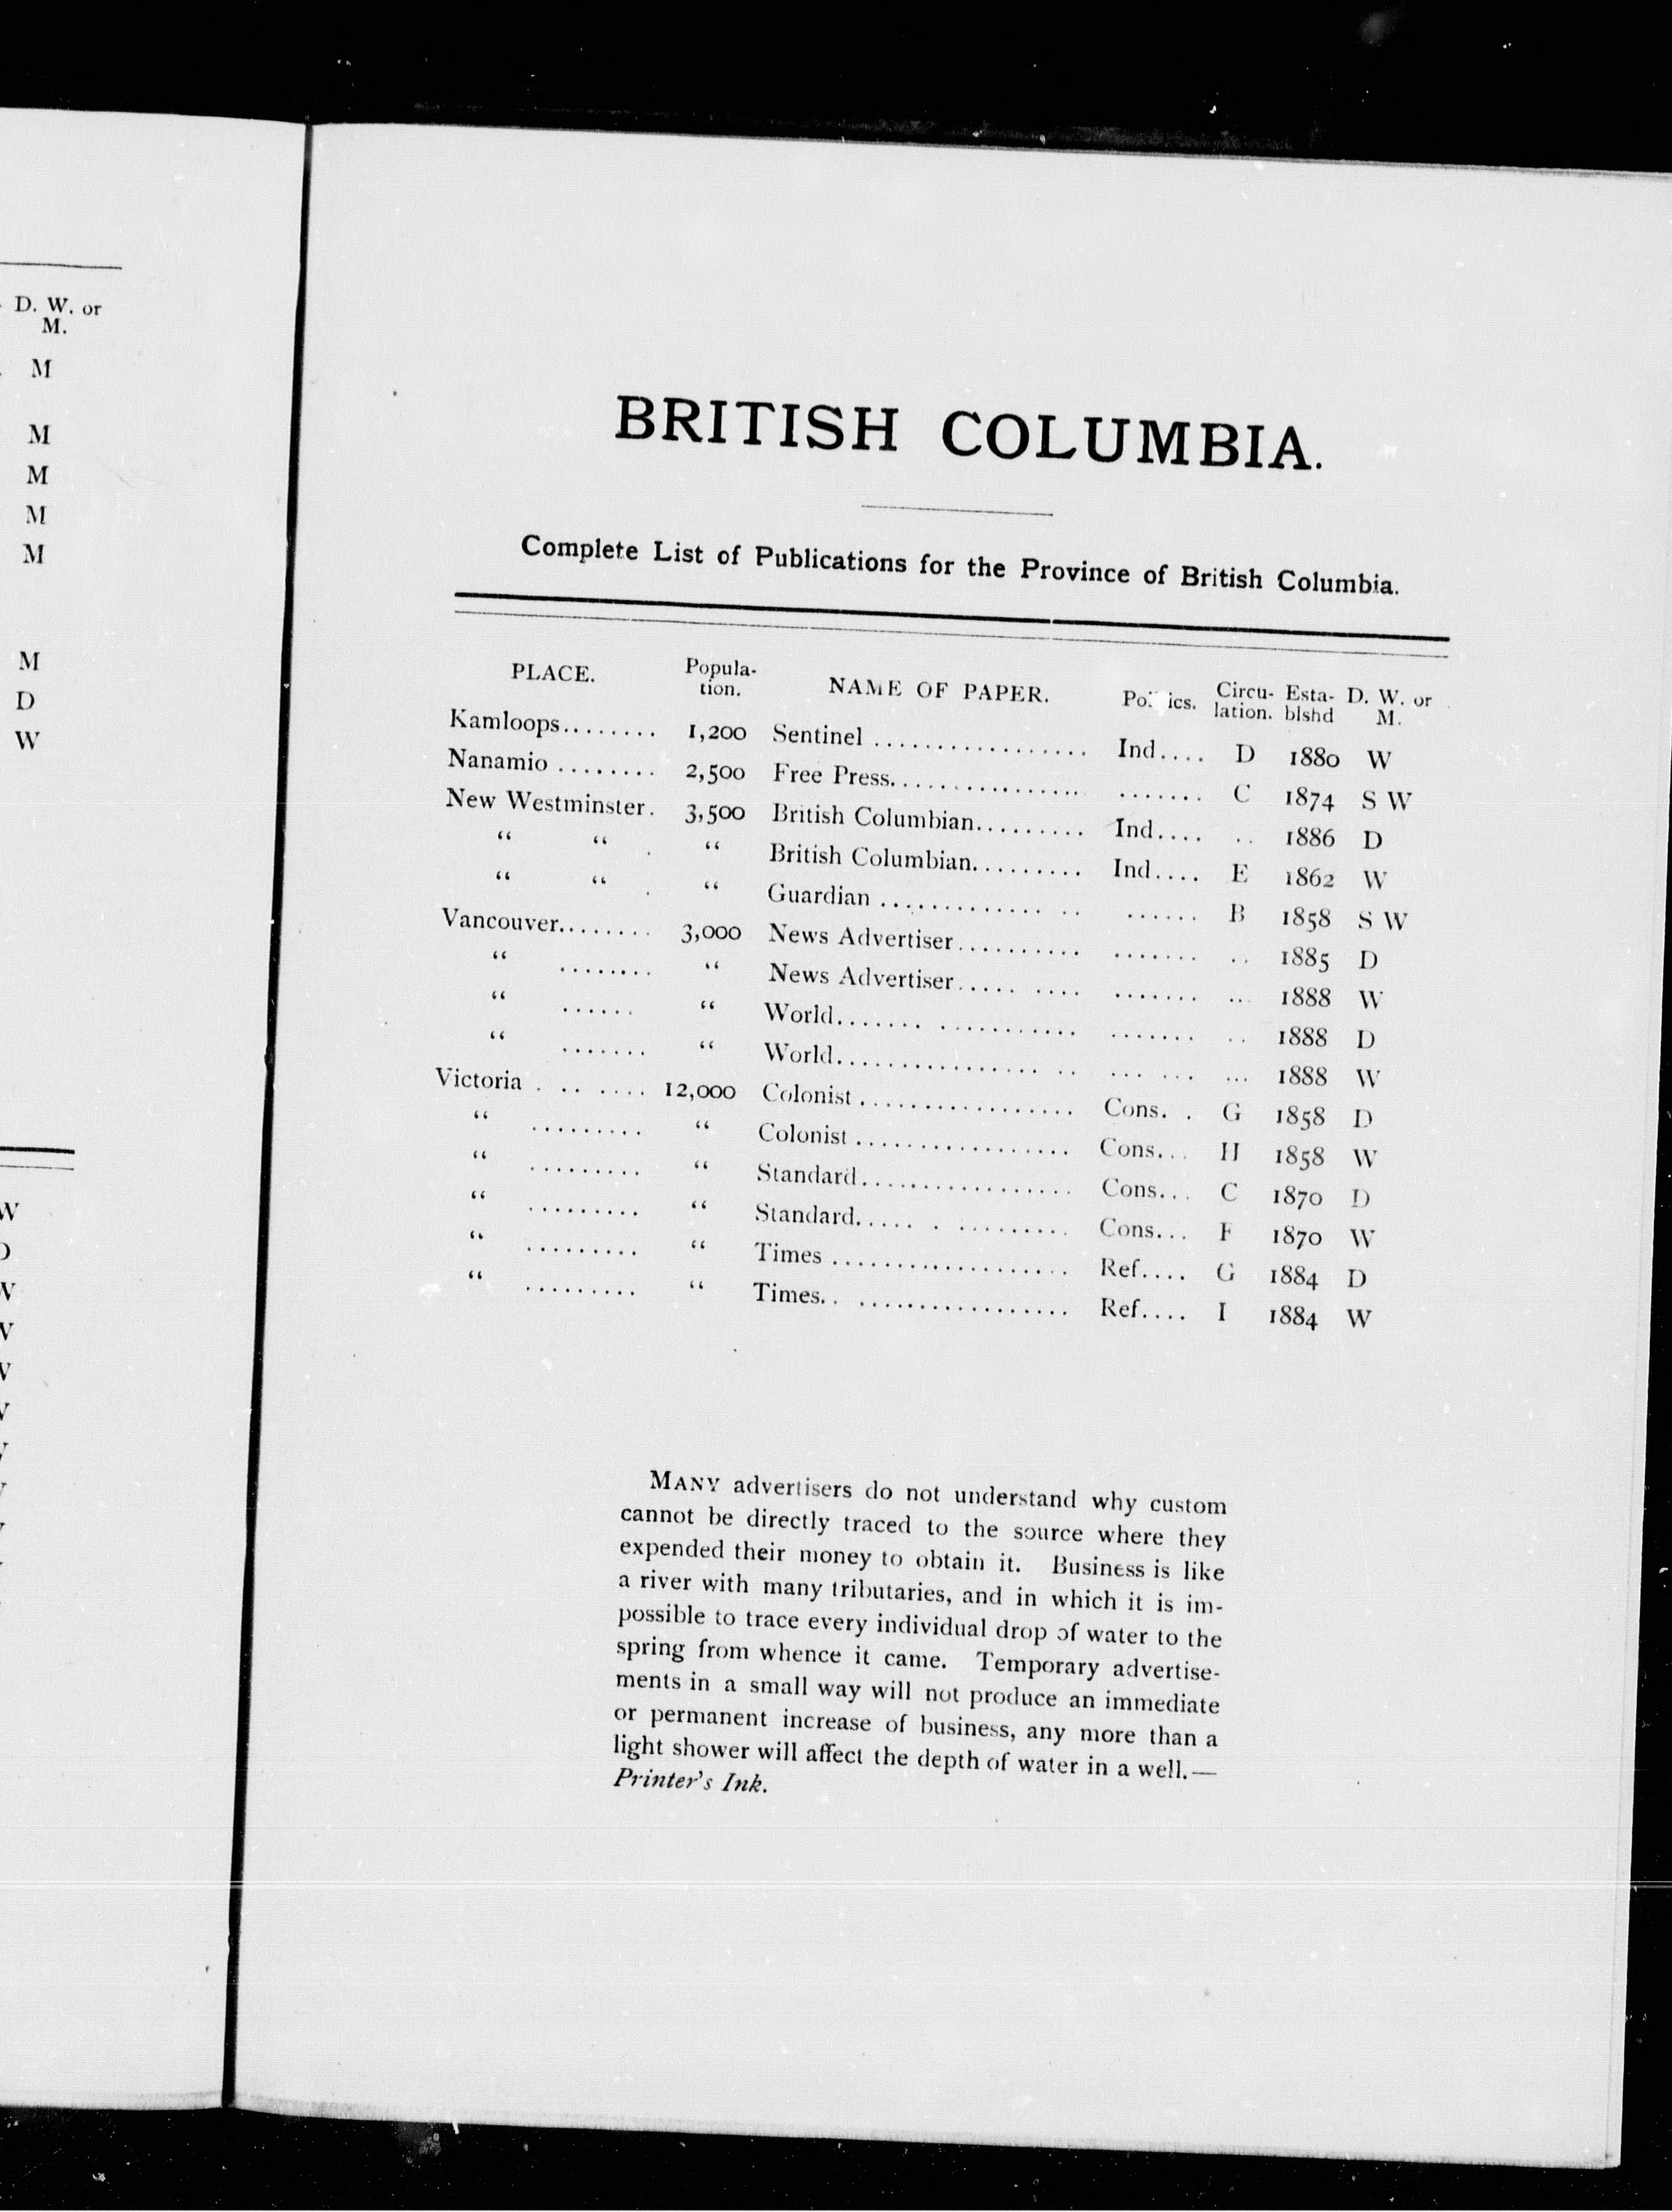 D. W. or
M.
M
M
M
M
M
M
D
W
BRITISH COLUMBIA.
Complete List of Publications for the Province of British Columbia.
PLACE. Popula- NAME OF PAPER. Politics. Circu- Esta- D. W. or
tion. lation. blshd M.
Kamloops........ 1,200 Sentinel .................. Ind.... D 1880 W
Nanamio ........ 2,500 Free Press................. ....... C 1874 S W
New Westminster. 3,500 British Columbian......... Ind.... .. 1886 D
“ “ . “ British Columbian......... Ind.... E 1862 W
“ “ . “ Guardian ............... .. ...... B 1858 S W
Vancouver........ 3,000 News Advertiser........... ....... .. 1885 D
“ ........ “ News Advertiser..... .... ....... ... 1888 W
“ ...... “ World....... ............ ....... .. 1888 D
“ ....... “ World................. .. ... ... ... 1888 W
Victoria . .. .... 12,000 Colonist .................. Cons. . G 1858 D
“ ......... “ Colonist .................. Cons... H 1858 W
“ ......... “ Standard.................. Cons... C 1870 D
“ ......... “ Standard..... . ......... Cons... F 1870 W
“ ......... “ Times .................... Ref.... G 1884 D
“ ......... “ Times.. .................. Ref.... I 1884 W
MANY advertisers do not understand why custom
cannot be directly traced to the source where they
expended their money to obtain it. Business is like
a river with many tributaries, and in which it is im-
possible to trace every individual drop of water to the
spring from whence it came. Temporary advertise-
ments in a small way will not produce an immediate
or permanent increase of business, any more than a
light shower will affect the depth of water in a well.—
Printer's Ink.